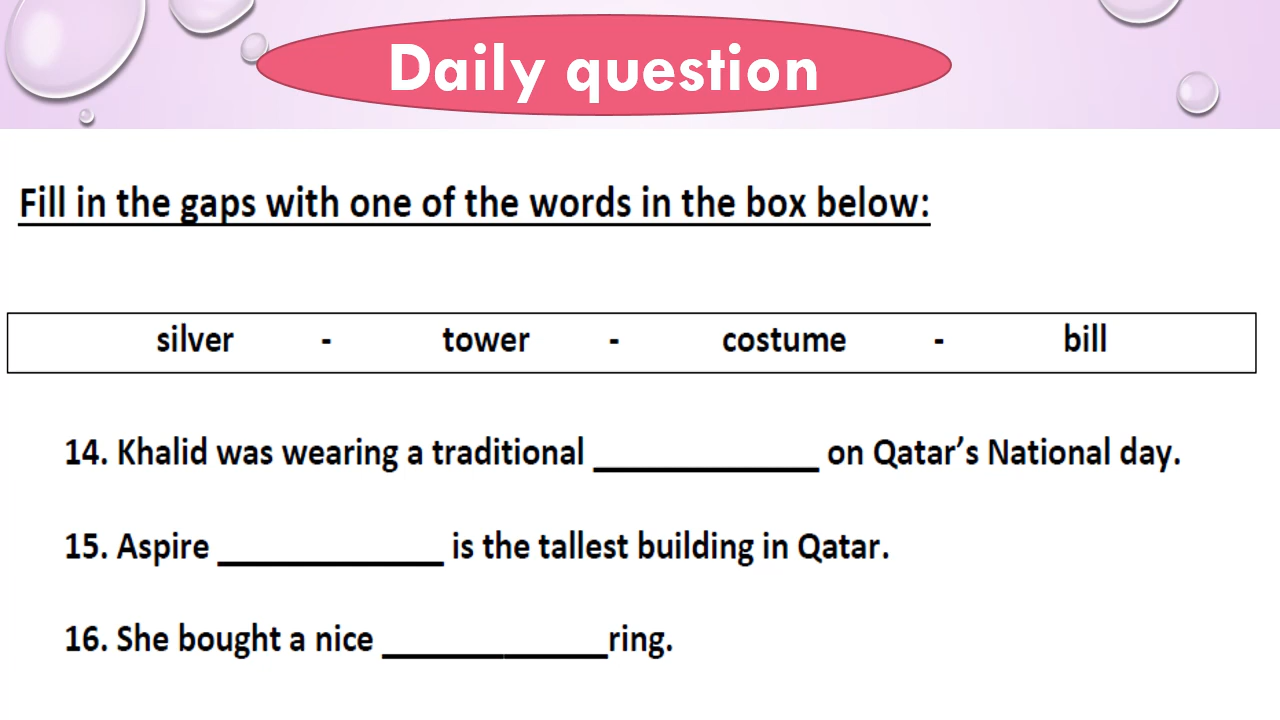 Daily question
Fill in the gaps with one of the words in the box below:
silver - tower - costume - bill
14. Khalid was wearing a traditional ____________ on Qatar’s National day.
15. Aspire ____________ is the tallest building in Qatar.
16. She bought a nice ____________ring.